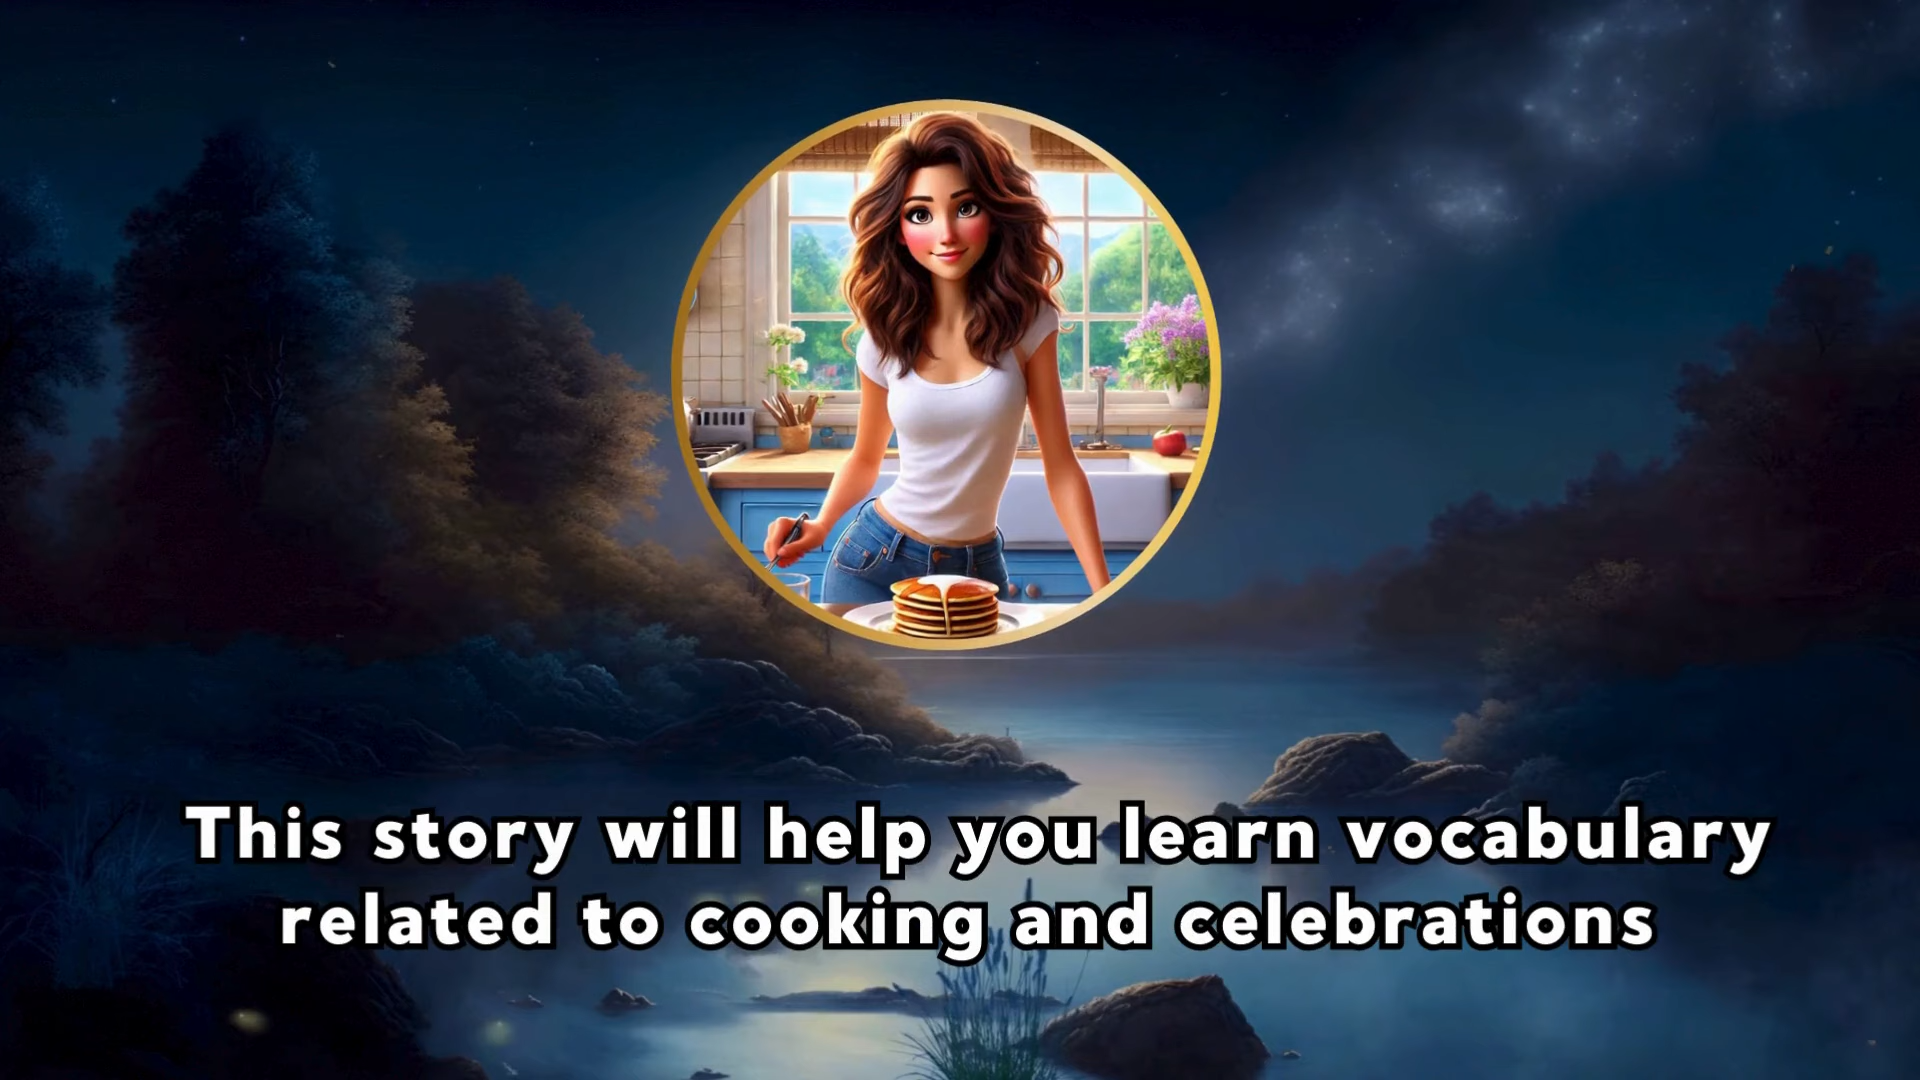 This story will help you learn vocabulary
related to cooking and celebrations